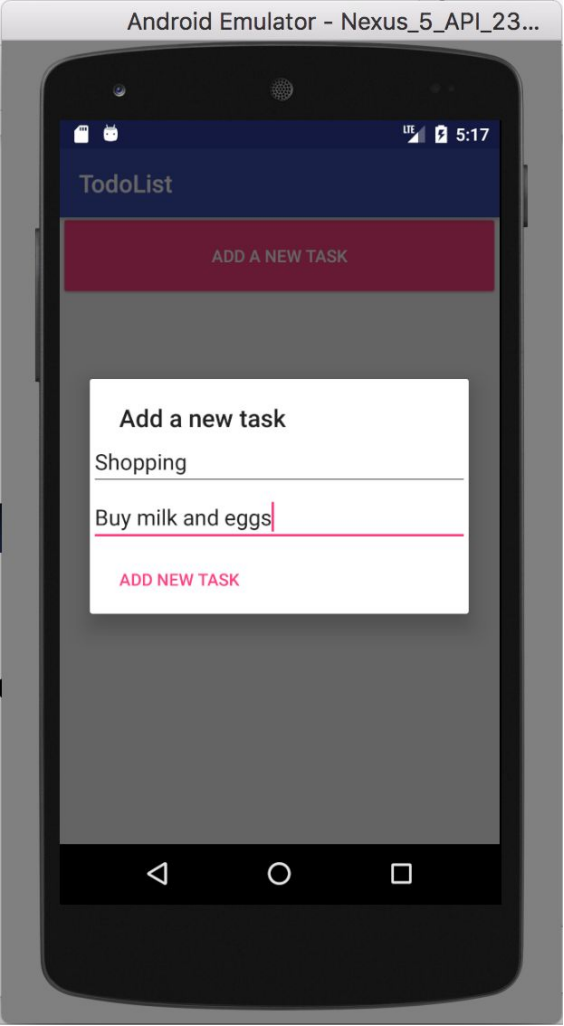 Android Emulator - Nexus_5_API_23...
LTE 5:17
TodoList
ADD A NEW TASK
Add a new task
Shopping
Buy milk and eggs
ADD NEW TASK